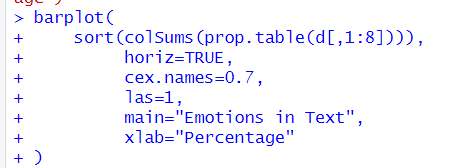 age )
> barplot(
+ sort(colSums(prop.table(d[,1:8]))),
+ horiz=TRUE,
+ cex.names=0.7,
+ las=1,
+ main="Emotions in Text",
+ xlab="Percentage"
+ )